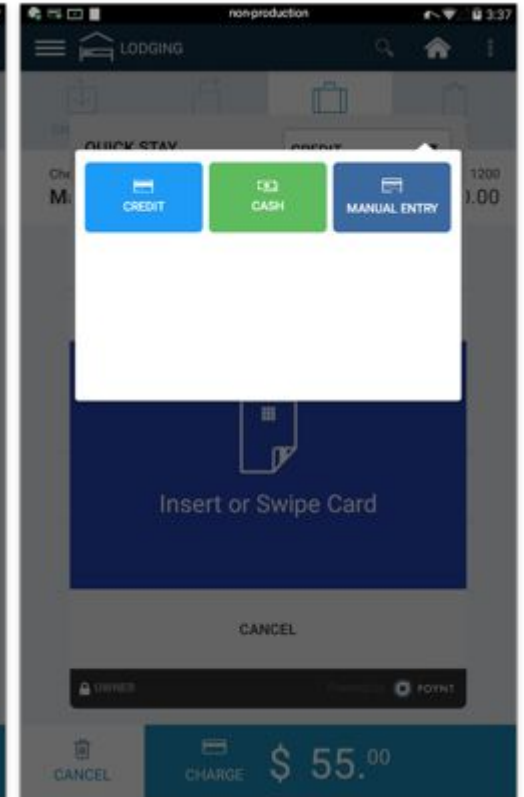 non-production
3:37
LODGING
QUICK STAY
CREDIT
1200
CREDIT
CASH
MANUAL ENTRY
Insert or Swipe Card
CANCEL
OWNER
POYNT
CANCEL
CHARGE
$ 55.00